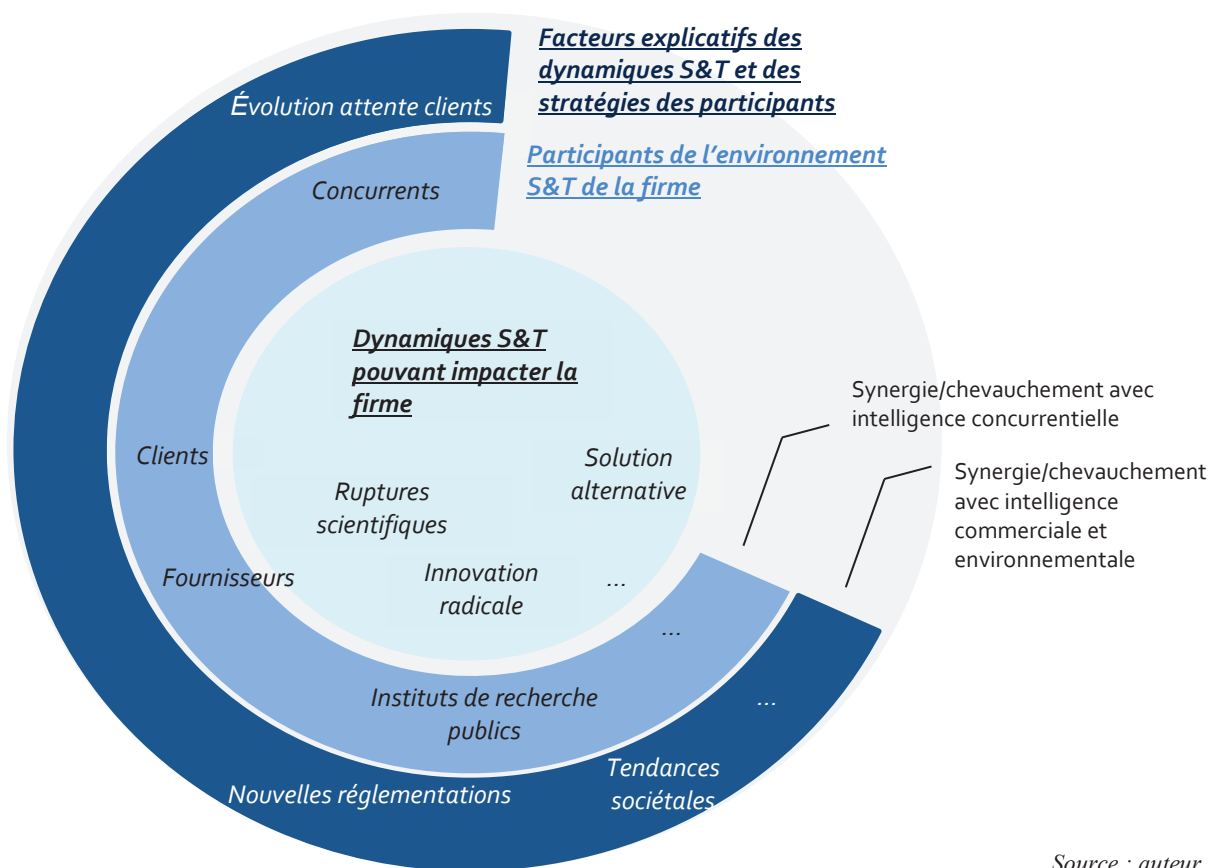 Facteurs explicatifs des
dynamiques S&T et des
stratégies des participants
Évolution attente clients
Participants de l'environnement
S&T de la firme
Concurrents
Dynamiques S&T
pouvant impacter la
firme
Synergie/chevauchement avec
intelligence concurrentielle
Clients
Solution
alternative
Synergie/chevauchement
avec intelligence
commerciale et
environnementale
Ruptures
scientifiques
Fournisseurs
Innovation
radicale
...
...
Instituts de recherche
publics
...
Nouvelles réglementations
Tendances
sociétales
Source : auteur